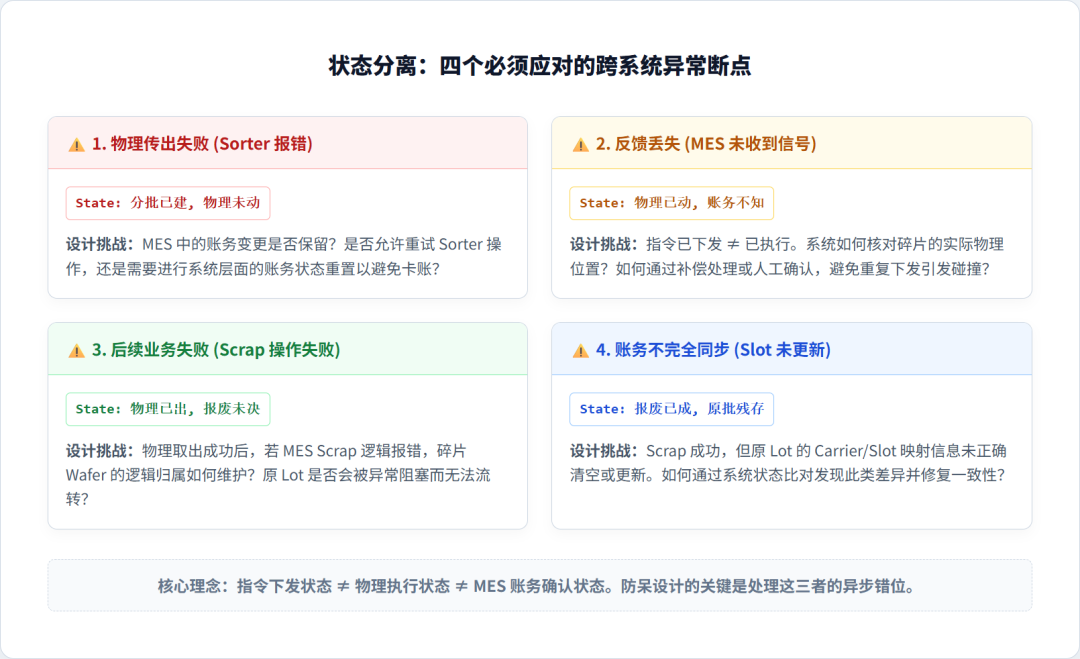 状态分离：四个必须应对的跨系统异常断点
1. 物理传出失败 (Sorter 报错)
State: 分批已建, 物理未动
设计挑战：MES 中的账务变更是否保留？是否允许重试 Sorter 操
作，还是需要进行系统层面的账务状态重置以避免卡账？
2. 反馈丢失 (MES 未收到信号)
State: 物理已动, 账务不知
设计挑战：指令已下发 ≠ 已执行。系统如何核对碎片的实际物理
位置？如何通过补偿处理或人工确认，避免重复下发引发碰撞？
3. 后续业务失败 (Scrap 操作失败)
State: 物理已出, 报废未决
设计挑战：物理取出成功后，若 MES Scrap 逻辑报错，碎片
Wafer 的逻辑归属如何维护？原 Lot 是否会被异常阻塞而无法流
转？
4. 账务不完全同步 (Slot 未更新)
State: 报废已成, 原批残存
设计挑战：Scrap 成功，但原 Lot 的 Carrier/Slot 映射信息未正确
清空或更新。如何通过系统状态比对发现此类差异并修复一致性？
核心理念：指令下发状态 ≠ 物理执行状态 ≠ MES 账务确认状态。防呆设计的关键是处理这三者的异步错位。